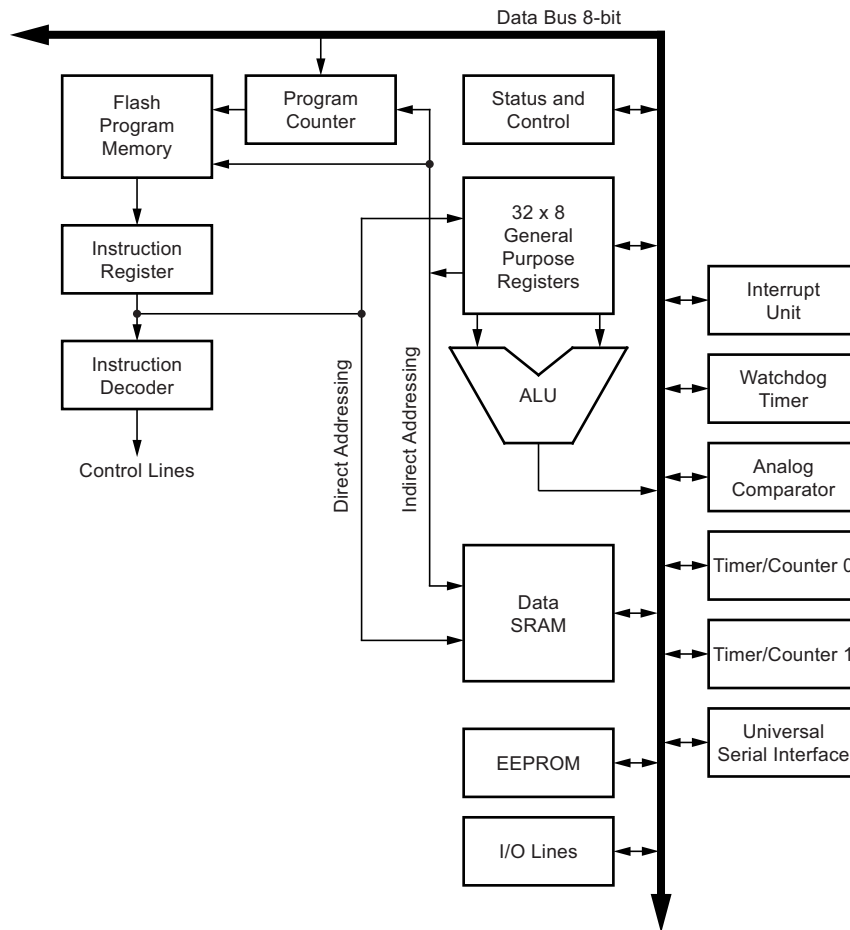 Data Bus 8-bit
Flash
Program
Memory
Program
Counter
Status and
Control
32 x 8
General
Purpose
Registers
Instruction
Register
Instruction
Decoder
Control Lines
Direct Addressing
Indirect Addressing
ALU
Interrupt
Unit
Watchdog
Timer
Analog
Comparator
Data
SRAM
Timer/Counter 0
Timer/Counter 1
Universal
Serial Interface
EEPROM
I/O Lines